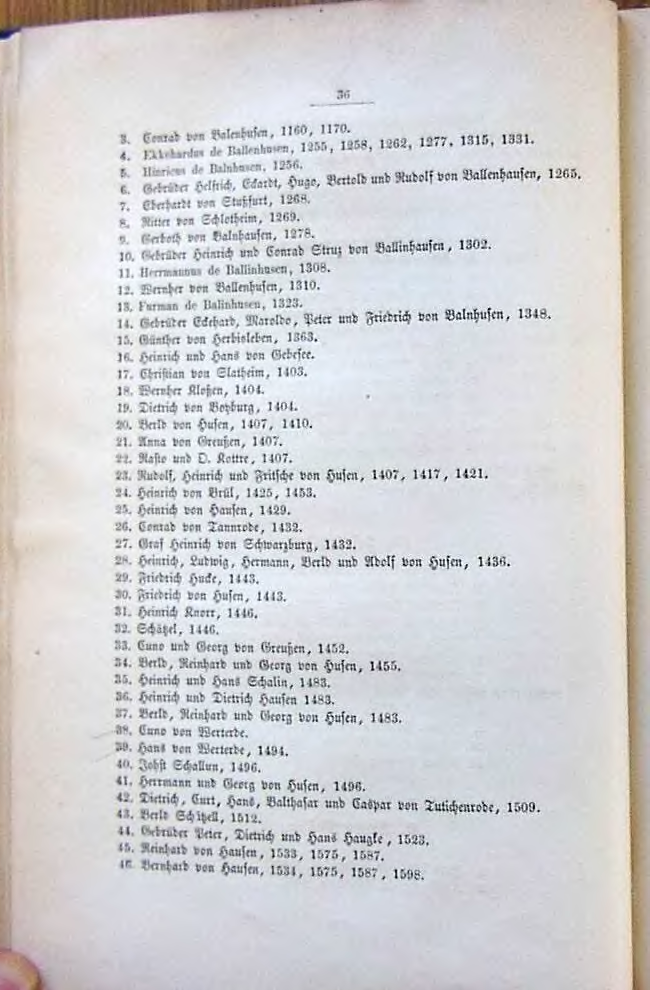 36
3. Conrad von Balenhusen, 1160, 1170.
4. Ekkehardus de Ballenhusen, 1255, 1258, 1262, 1277, 1315, 1331.
5. Hinricus de Balnhusen, 1256.
6. Gebrüder Helfrich, Eckardt, Hugo, Bertold und Rudolf von Ballenhausen, 1265.
7. Eberhardt von Stußfurt, 1268.
8. Ritter von Schlotheim, 1269.
9. Gerboth von Balnhausen, 1278.
10. Gebrüder Heinrich und Conrad Struz von Ballinhausen, 1302.
11. Herrmannus de Ballinhusen, 1308.
12. Wernher von Ballenhusen, 1310.
13. Furman de Balinhusen, 1323.
14. Gebrüder Eckehard, Maroldo, Peter und Friedrich von Balnhusen, 1348.
15. Günther von Herbisleben, 1363.
16. Heinrich und Hans von Gebesee.
17. Christian von Slatheim, 1403.
18. Wernher Kloßen, 1404.
19. Dietrich von Boyburg, 1404.
20. Berld von Husen, 1407, 1410.
21. Anna von Greußen, 1407.
22. Raste und D. Kottre, 1407.
23. Rudolf, Heinrich und Fritsche von Husen, 1407, 1417, 1421.
24. Heinrich von Brül, 1425, 1453.
25. Heinrich von Hausen, 1429.
26. Conrad von Tannrode, 1432.
27. Graf Heinrich von Schwarzburg, 1432.
28. Heinrich, Ludwig, Hermann, Berld und Adolf von Husen, 1436.
29. Friedrich Hucke, 1443.
30. Friedrich von Husen, 1443.
31. Heinrich Knorr, 1446.
32. Schätzel, 1446.
33. Cuno und Georg von Greußen, 1452.
34. Berld, Reinhard und Georg von Husen, 1455.
35. Heinrich und Hans Schalin, 1483.
36. Heinrich und Dietrich Hausen 1483.
37. Berld, Reinhard und Georg von Husen, 1483.
38. Cuno von Werterde.
39. Hans von Werterde, 1494.
40. Johst Schallun, 1496.
41. Herrmann und Georg von Husen, 1496.
42. Dietrich, Curt, Hans, Balthasar und Caspar von Tutichenrode, 1509.
43. Berld Schitzell, 1512.
44. Gebrüder Peter, Dietrich und Hans Haugke, 1523.
45. Reinhard von Hausen, 1533, 1575, 1587.
46. Bernhard von Hausen, 1534, 1575, 1587, 1598.